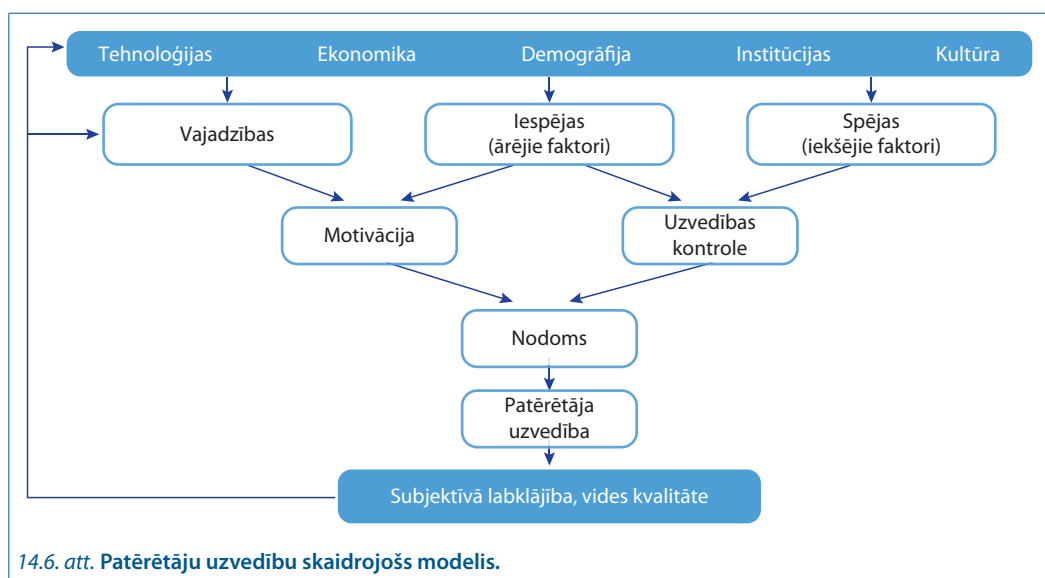 Tehnoloģijas Ekonomika Demogrāfija Institūcijas Kultūra
Vajadzības
Iespējas
(ārējie faktori)
Spējas
(iekšējie faktori)
Motivācija
Uzvedības
kontrole
Nodoms
Patērētāja
uzvedība
Subjektīvā labklājība, vides kvalitāte
14.6. att. Patērētāju uzvedību skaidrojošs modelis.